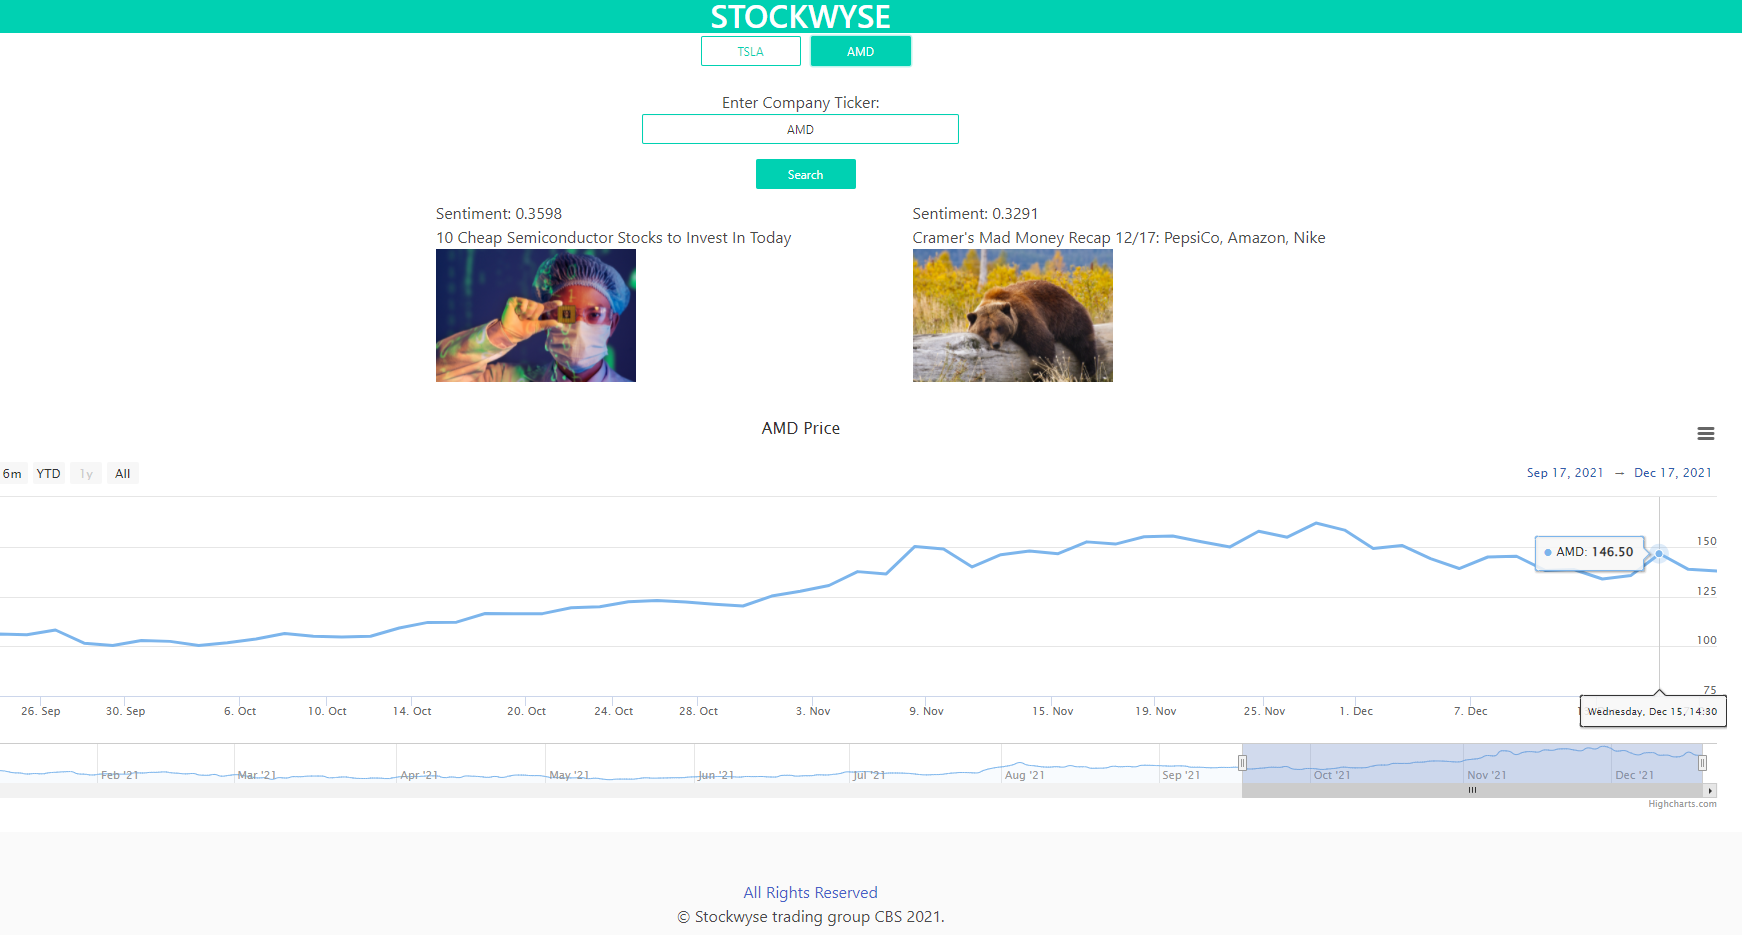 STOCKWYSE
TSLA AMD
Enter Company Ticker:
AMD
Search
Sentiment: 0.3598
10 Cheap Semiconductor Stocks to Invest In Today
Sentiment: 0.3291
Cramer's Mad Money Recap 12/17: PepsiCo, Amazon, Nike
AMD Price
6m YTD 1y All
Sep 17, 2021 → Dec 17, 2021
AMD: 146.50
150
125
100
75
26. Sep 30. Sep 6. Oct 10. Oct 14. Oct 20. Oct 24. Oct 28. Oct 3. Nov 9. Nov 15. Nov 19. Nov 25. Nov 1. Dec 7. Dec
Wednesday, Dec 15, 14:30
Feb '21 Mar '21 Apr '21 May '21 Jun '21 Jul '21 Aug '21 Sep '21 Oct '21 Nov '21 Dec '21
Highcharts.com
All Rights Reserved
© Stockwyse trading group CBS 2021.